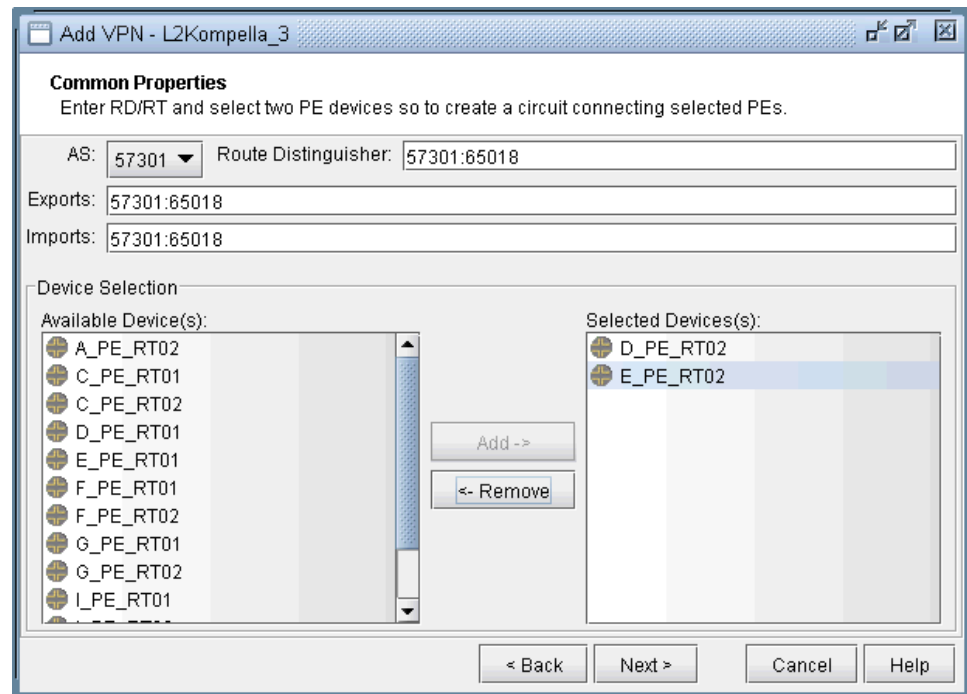 Add VPN - L2Kompella_3
Common Properties
Enter RD/RT and select two PE devices so to create a circuit connecting selected PEs.
AS: 57301 Route Distinguisher: 57301:65018
Exports: 57301:65018
Imports: 57301:65018
Device Selection
Available Device(s):
A_PE_RT02
C_PE_RT01
C_PE_RT02
D_PE_RT01
E_PE_RT01
F_PE_RT01
F_PE_RT02
G_PE_RT01
G_PE_RT02
I_PE_RT01
Add ->
<- Remove
Selected Devices(s):
D_PE_RT02
E_PE_RT02
< Back Next > Cancel Help